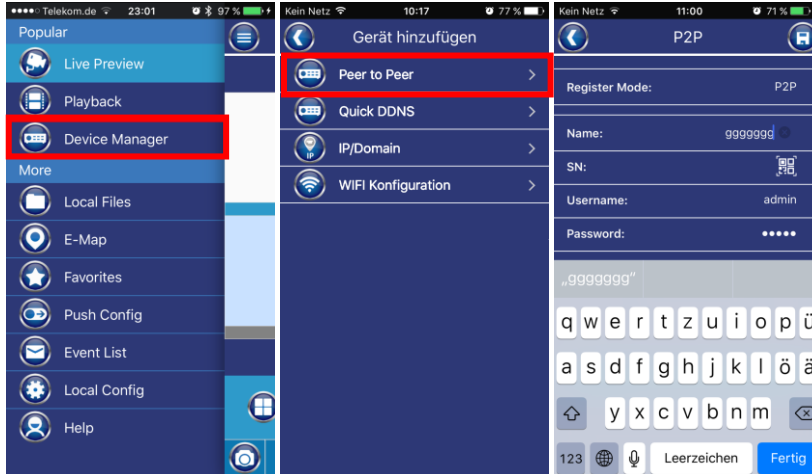 Telekom.de 23:01 97 %
Popular
Live Preview
Playback
Device Manager
More
Local Files
E-Map
Favorites
Push Config
Event List
Local Config
Help
Kein Netz 10:17 77 %
Gerät hinzufügen
Peer to Peer
Quick DDNS
IP/Domain
IP
WIFI Konfiguration
Kein Netz 11:00 71 %
P2P
Register Mode: P2P
Name: ggggggg
SN:
Username: admin
Password: •••••
„ggggggg“
q w e r t z u i o p ü
a s d f g h j k l ö ä
y x c v b n m
123 Leerzeichen Fertig